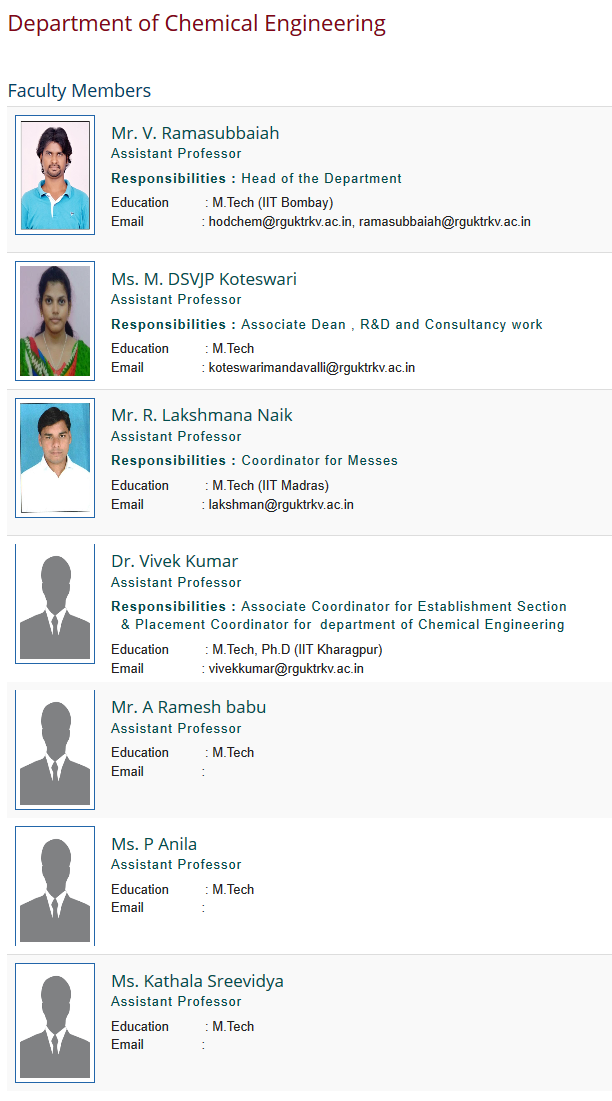 Department of Chemical Engineering
Faculty Members
Mr. V. Ramasubbaiah
Assistant Professor
Responsibilities : Head of the Department
Education : M.Tech (IIT Bombay)
Email : hodchem@rguktrkv.ac.in, ramasubbaiah@rguktrkv.ac.in
Ms. M. DSVJP Koteswari
Assistant Professor
Responsibilities : Associate Dean , R&D and Consultancy work
Education : M.Tech
Email : koteswarimandavalli@rguktrkv.ac.in
Mr. R. Lakshmana Naik
Assistant Professor
Responsibilities : Coordinator for Messes
Education : M.Tech (IIT Madras)
Email : lakshman@rguktrkv.ac.in
Dr. Vivek Kumar
Assistant Professor
Responsibilities : Associate Coordinator for Establishment Section
& Placement Coordinator for department of Chemical Engineering
Education : M.Tech, Ph.D (IIT Kharagpur)
Email : vivekkumar@rguktrkv.ac.in
Mr. A Ramesh babu
Assistant Professor
Education : M.Tech
Email :
Ms. P Anila
Assistant Professor
Education : M.Tech
Email :
Ms. Kathala Sreevidya
Assistant Professor
Education : M.Tech
Email :